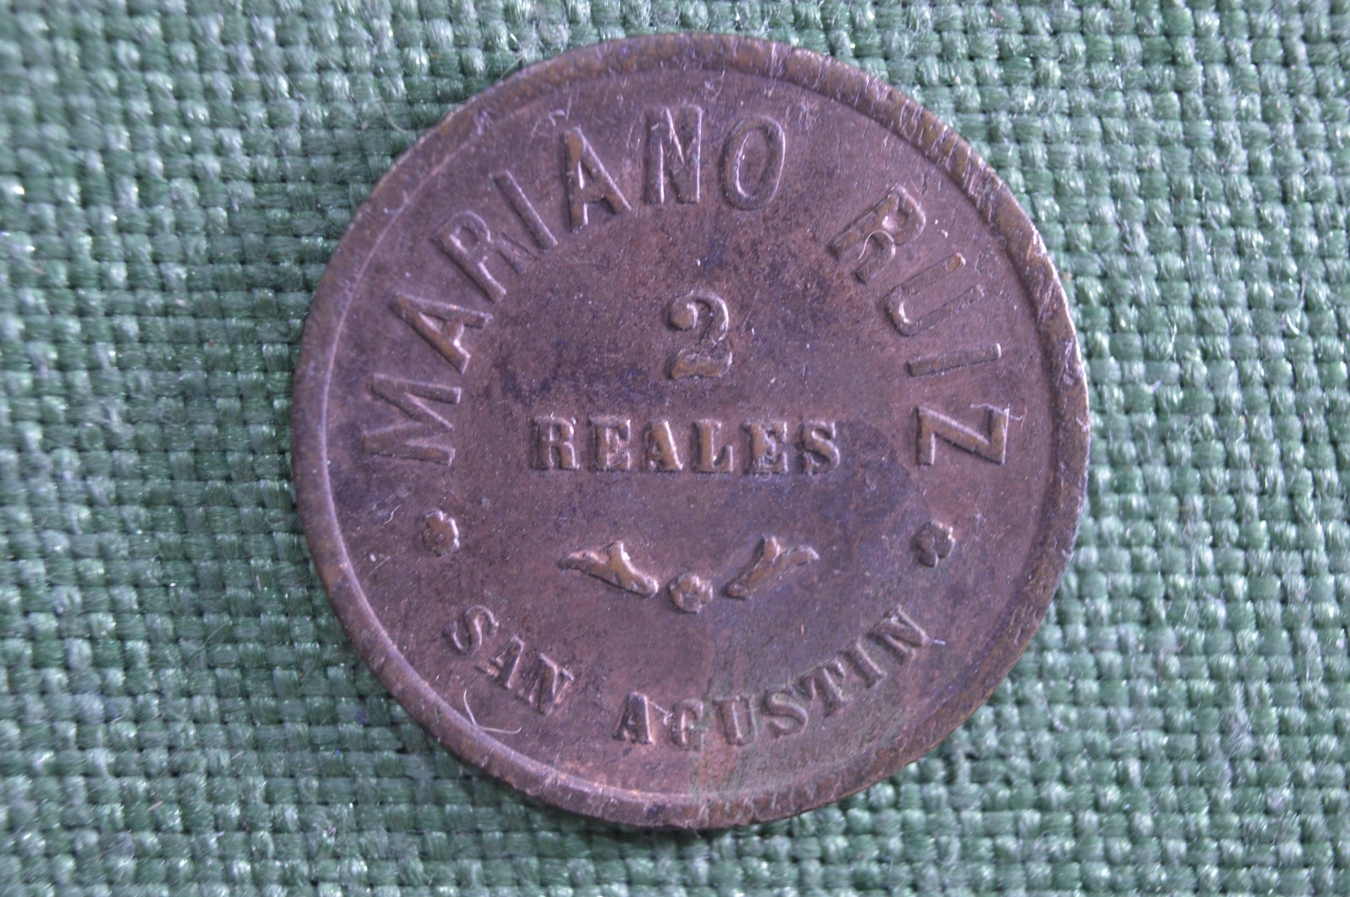 MARIANO RUIZ
2
REALES
SAN AGUSTIN